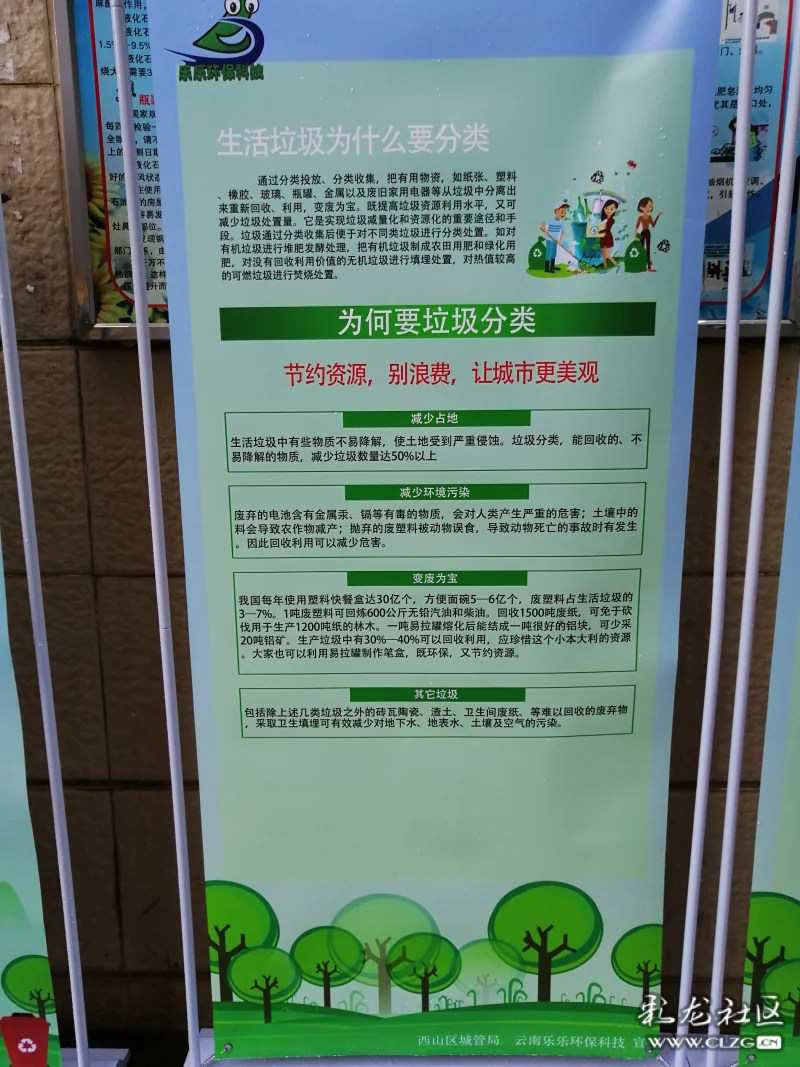 乐乐环保科技
生活垃圾为什么要分类
通过分类投放、分类收集，把有用物资，如纸张、塑料
、橡胶、玻璃、瓶罐、金属以及废旧家用电器等从垃圾中分离出
来重新回收、利用，变废为宝。既提高垃圾资源利用水平，又可
减少垃圾处置量。它是实现垃圾减量化和资源化的重要途径和手
段。垃圾通过分类收集后便于对不同类垃圾进行分类处置。如对
有机垃圾进行堆肥发酵处理，把有机垃圾制成农田用肥和绿化用
肥，对没有回收利用价值的无机垃圾进行填埋处置，对热值较高
的可燃垃圾进行焚烧处置。
为何要垃圾分类
节约资源，别浪费，让城市更美观
减少占地
生活垃圾中有些物质不易降解，使土地受到严重侵蚀。垃圾分类，能回收的、不
易降解的物质，减少垃圾数量达50%以上
减少环境污染
废弃的电池含有金属汞、镉等有毒的物质，会对人类产生严重的危害；土壤中的
料会导致农作物减产；抛弃的废塑料被动物误食，导致动物死亡的事故时有发生
。因此回收利用可以减少危害。
变废为宝
我国每年使用塑料快餐盒达30亿个，方便面碗5—6亿个，废塑料占生活垃圾的
3—7%。1吨废塑料可回炼600公斤无铅汽油和柴油。回收1500吨废纸，可免于砍
伐用于生产1200吨纸的林木。一吨易拉罐熔化后能结成一吨很好的铝块，可少采
20吨铝矿。生产垃圾中有30%—40%可以回收利用，应珍惜这个小本大利的资源
。大家也可以利用易拉罐制作笔盒，既环保，又节约资源。
其它垃圾
包括除上述几类垃圾之外的砖瓦陶瓷、渣土、卫生间废纸、等难以回收的废弃物
，采取卫生填埋可有效减少对地下水、地表水、土壤及空气的污染。
西山区城管局 云南乐乐环保科技 宣
彩龙社区
www.CLZG.CN